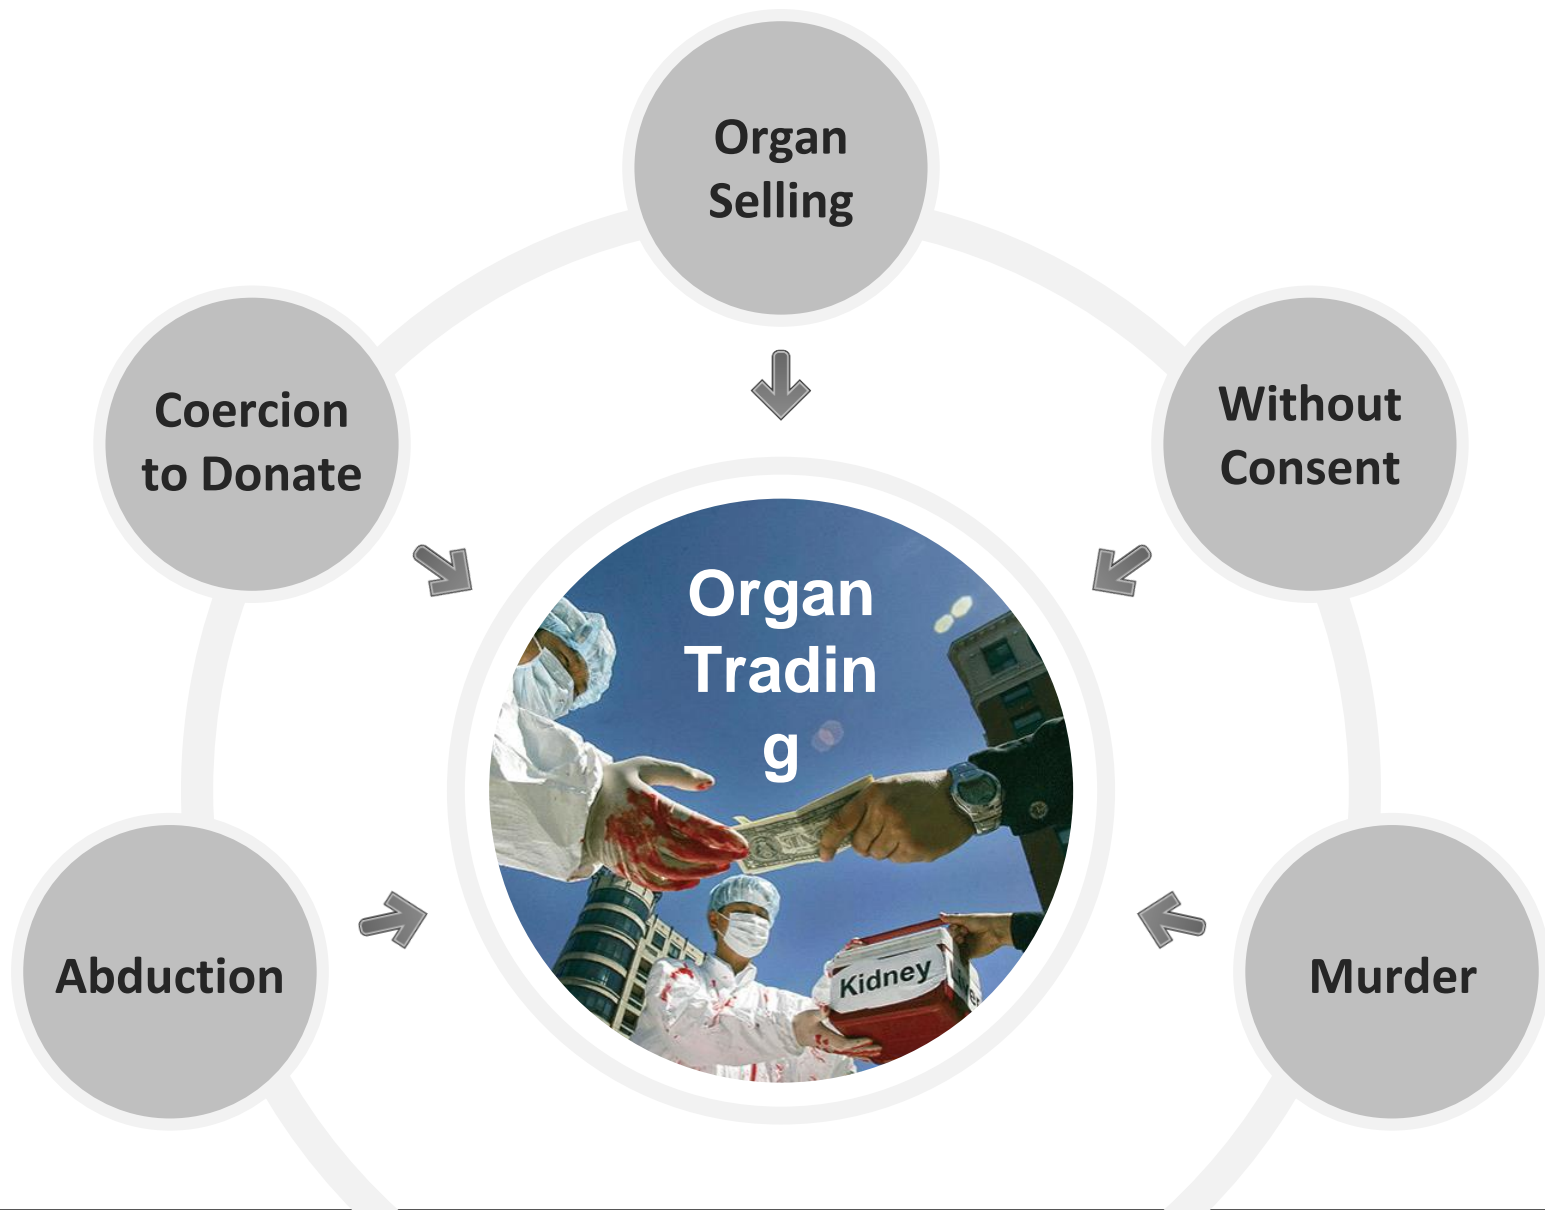 Organ
Selling
Coercion
to Donate
Without
Consent
Organ
Tradin
g
Kidney
Abduction
Murder